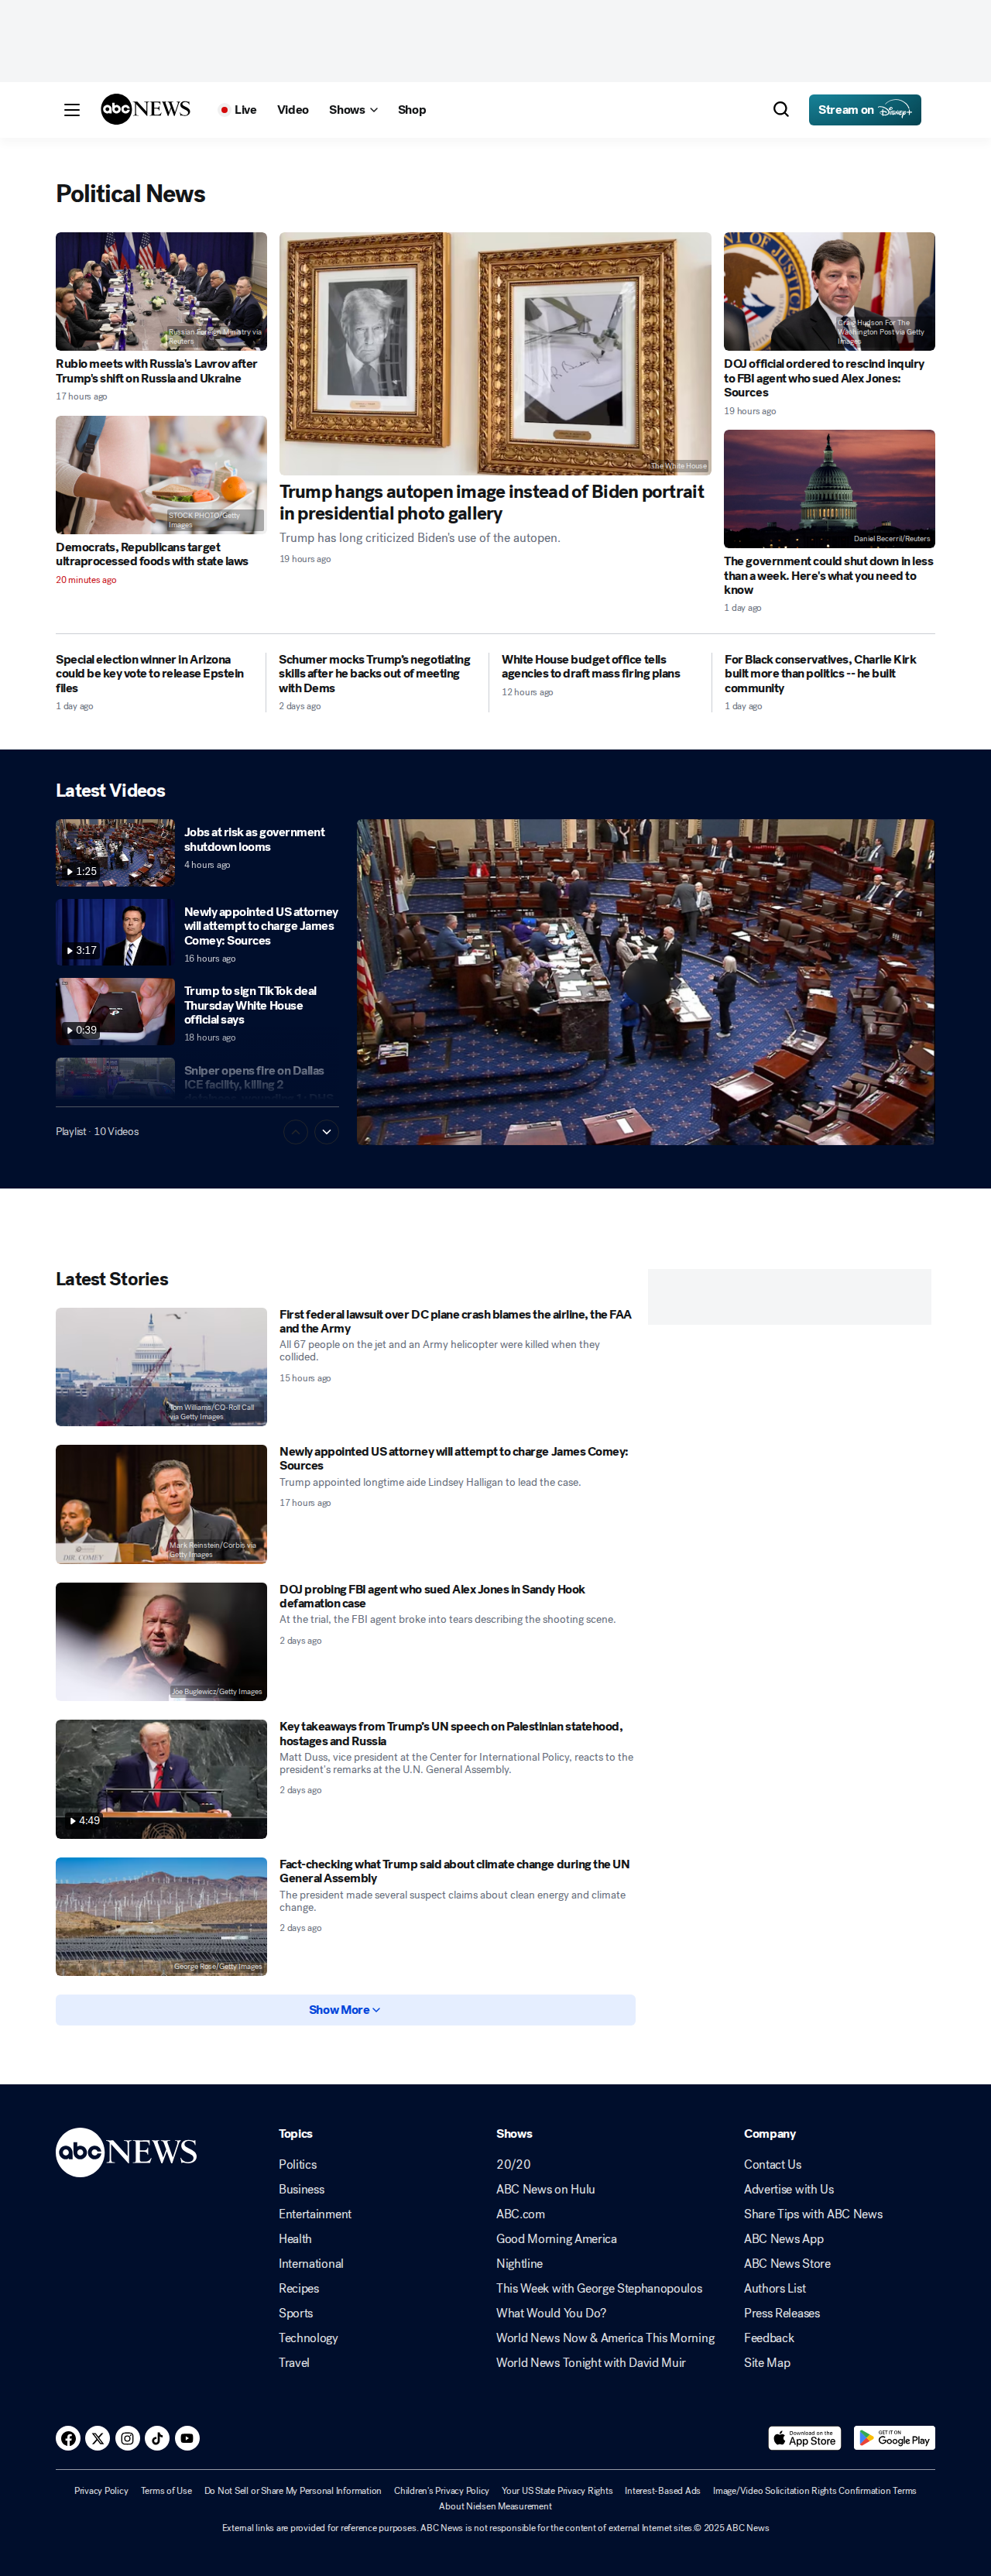 abc NEWS
Live
Video
Shows
Shop
Stream on Disney+
Political News
Russian Foreign Ministry via
Reuters
Rubio meets with Russia's Lavrov after
Trump's shift on Russia and Ukraine
17 hours ago
STOCK PHOTO/Getty
Images
Democrats, Republicans target
ultraprocessed foods with state laws
20 minutes ago
The White House
Trump hangs autopen image instead of Biden portrait
in presidential photo gallery
Trump has long criticized Biden's use of the autopen.
19 hours ago
Craig Hudson For The
Washington Post via Getty
Images
DOJ official ordered to rescind inquiry
to FBI agent who sued Alex Jones:
Sources
19 hours ago
Daniel Becerril/Reuters
The government could shut down in less
than a week. Here's what you need to
know
1 day ago
Special election winner in Arizona
could be key vote to release Epstein
files
1 day ago
Schumer mocks Trump's negotiating
skills after he backs out of meeting
with Dems
2 days ago
White House budget office tells
agencies to draft mass firing plans
12 hours ago
For Black conservatives, Charlie Kirk
built more than politics -- he built
community
1 day ago
Latest Videos
1:25
Jobs at risk as government
shutdown looms
4 hours ago
3:17
Newly appointed US attorney
will attempt to charge James
Comey: Sources
16 hours ago
0:39
Trump to sign TikTok deal
Thursday White House
official says
18 hours ago
Sniper opens fire on Dallas
ICE facility, killing 2
Playlist · 10 Videos
Latest Stories
Tom Williams/CQ-Roll Call
via Getty Images
First federal lawsuit over DC plane crash blames the airline, the FAA
and the Army
All 67 people on the jet and an Army helicopter were killed when they
collided.
15 hours ago
DIR. COMEY
Mark Reinstein/Corbis via
Getty Images
Newly appointed US attorney will attempt to charge James Comey:
Sources
Trump appointed longtime aide Lindsey Halligan to lead the case.
17 hours ago
Joe Buglewicz/Getty Images
DOJ probing FBI agent who sued Alex Jones in Sandy Hook
defamation case
At the trial, the FBI agent broke into tears describing the shooting scene.
2 days ago
4:49
Key takeaways from Trump's UN speech on Palestinian statehood,
hostages and Russia
Matt Duss, vice president at the Center for International Policy, reacts to the
president's remarks at the U.N. General Assembly.
2 days ago
George Rose/Getty Images
Fact-checking what Trump said about climate change during the UN
General Assembly
The president made several suspect claims about clean energy and climate
change.
2 days ago
Show More
abc NEWS
Topics
Politics
Business
Entertainment
Health
International
Recipes
Sports
Technology
Travel
Shows
20/20
ABC News on Hulu
ABC.com
Good Morning America
Nightline
This Week with George Stephanopoulos
What Would You Do?
World News Now & America This Morning
World News Tonight with David Muir
Company
Contact Us
Advertise with Us
Share Tips with ABC News
ABC News App
ABC News Store
Authors List
Press Releases
Feedback
Site Map
Download on the
App Store
GET IT ON
Google Play
Privacy Policy Terms of Use Do Not Sell or Share My Personal Information Children's Privacy Policy Your US State Privacy Rights Interest-Based Ads Image/Video Solicitation Rights Confirmation Terms
About Nielsen Measurement
External links are provided for reference purposes. ABC News is not responsible for the content of external Internet sites.© 2025 ABC News